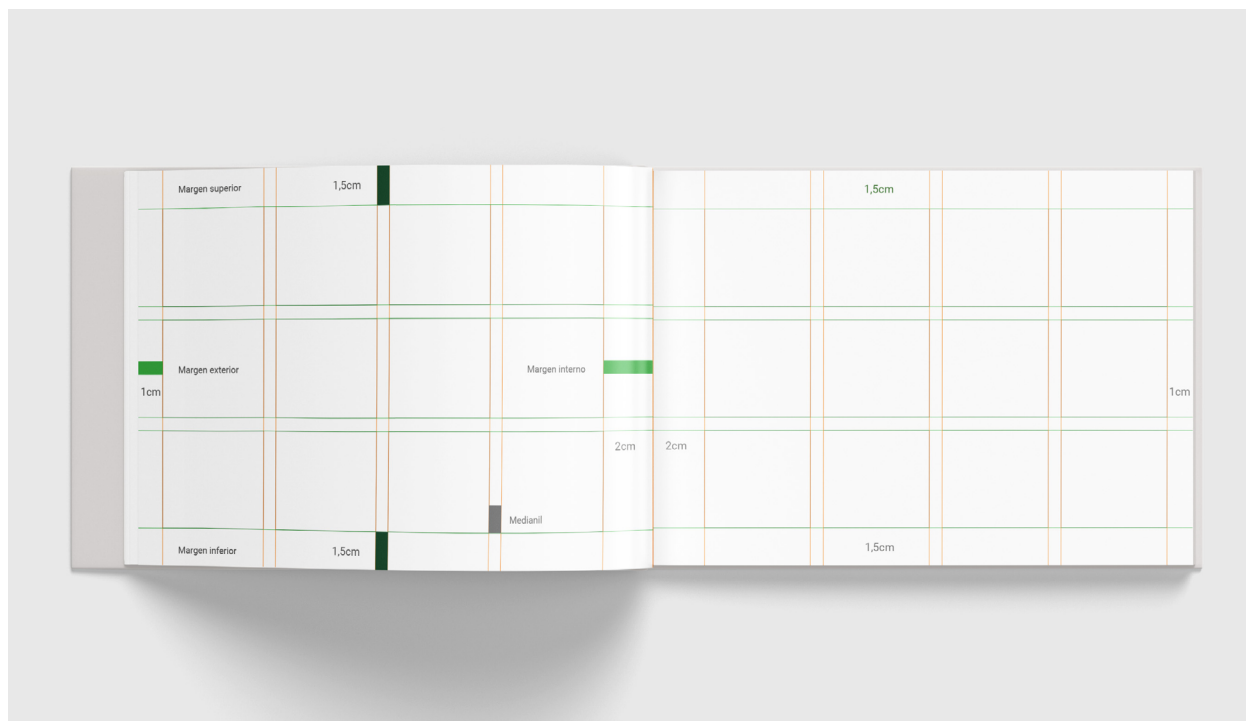 Margen superior
1,5cm
1,5cm
Margen exterior
Margen interno
1cm
1cm
2cm
2cm
Medianil
Margen inferior
1,5cm
1,5cm